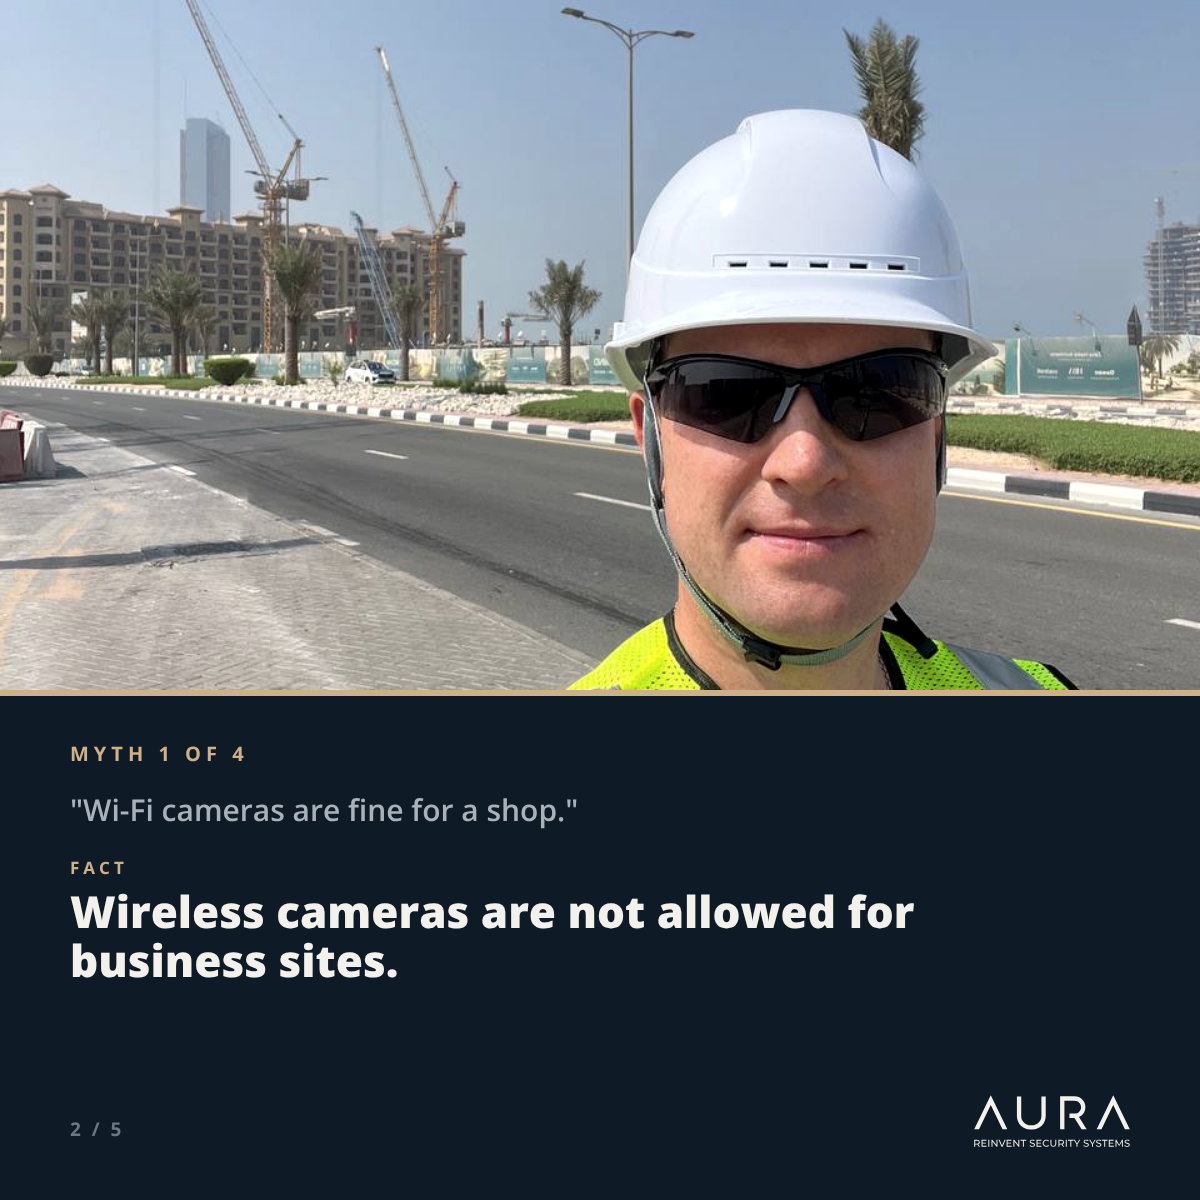 MYTH 1 OF 4
"Wi-Fi cameras are fine for a shop."
FACT
Wireless cameras are not allowed for
business sites.
2 / 5
AURA
REINVENT SECURITY SYSTEMS